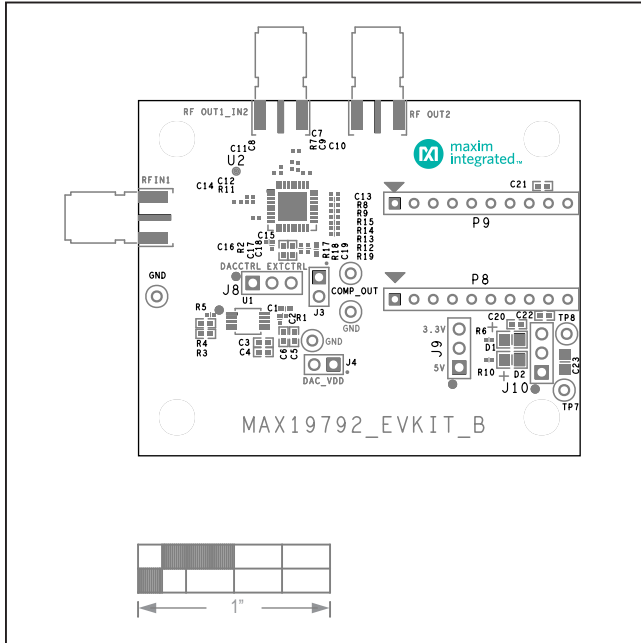 RF OUT1_IN2
RF OUT2
C7
C11
C8
R7
C9
C10
U2
maxim
integrated™
RFIN1
C14
C12
R11
C21
C13
R8
R9
R15
R14
R13
R12
R19
P9
C15
C16
R2
C17
C18
R17
R18
C19
DACCTRL EXTCTRL
GND
J8
COMP_OUT
P8
U1
C1
J3
GND
R5
R1
C20
C22
TP8
R4
R3
C3
C4
C6
C5
GND
3.3V
J9
5V
R6
D1
R10
D2
C23
J4
DAC_VDD
J10
TP7
MAX19792_EVKIT_B
1"